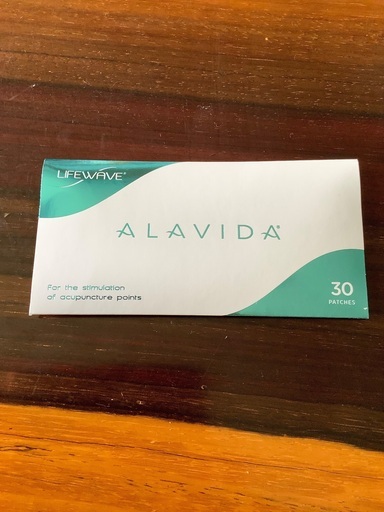 LIFEWAVE®
ALAVIDA®
For the stimulation
of acupuncture points
30
PATCHES